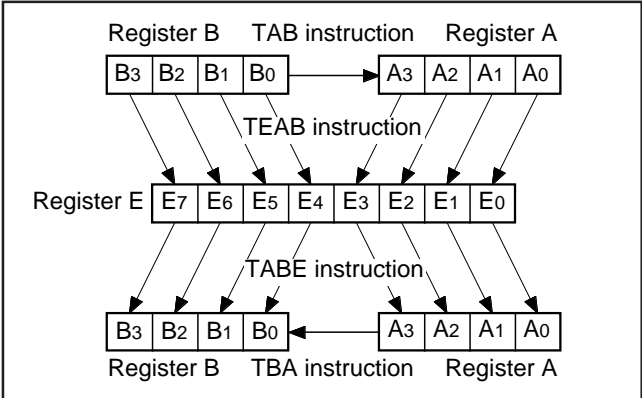 Register B TAB instruction Register A
B3 B2 B1 B0 A3 A2 A1 A0
TEAB instruction
Register E E7 E6 E5 E4 E3 E2 E1 E0
TABE instruction
B3 B2 B1 B0 A3 A2 A1 A0
Register B TBA instruction Register A